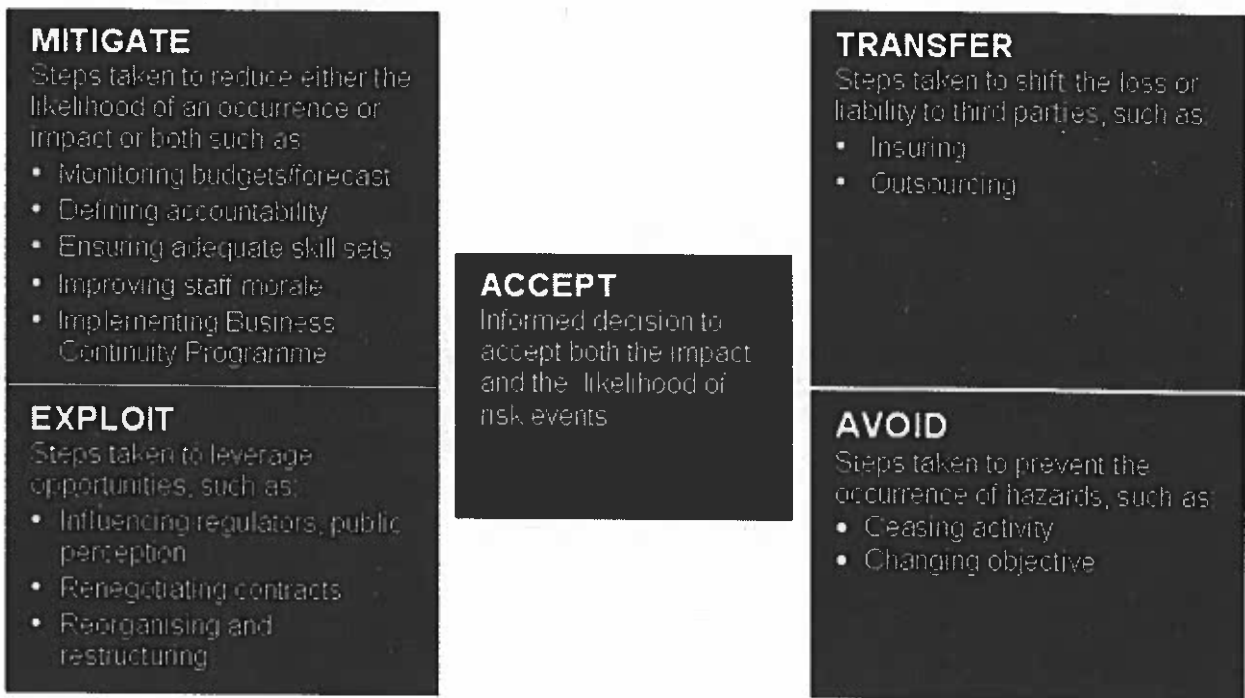 MITIGATE
Steps taken to reduce either the
likelihood of an occurrence or
impact or both such as:
• Monitoring budgets/forecast
• Defining accountability
• Ensuring adequate skill sets
• Improving staff morale
• Implementing Business
Continuity Programme
EXPLOIT
Steps taken to leverage
opportunities, such as:
• Influencing regulators, public
perception
• Renegotiating contracts
• Reorganising and
restructuring
ACCEPT
Informed decision to
accept both the impact
and the likelihood of
risk events
TRANSFER
Steps taken to shift the loss or
liability to third parties, such as:
• Insuring
• Outsourcing
AVOID
Steps taken to prevent the
occurrence of hazards, such as:
• Ceasing activity
• Changing objective